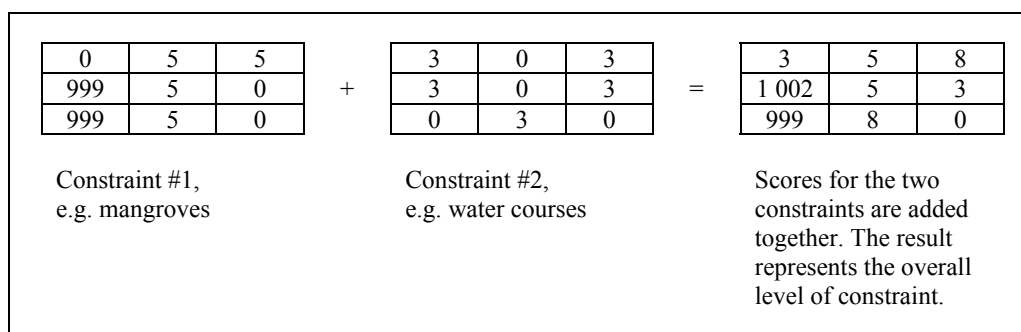 0 5 5 3 0 3 3 5 8
999 5 0 + 3 0 3 = 1 002 5 3
999 5 0 0 3 0 999 8 0
Constraint #1,
e.g. mangroves
Constraint #2,
e.g. water courses
Scores for the two
constraints are added
together. The result
represents the overall
level of constraint.